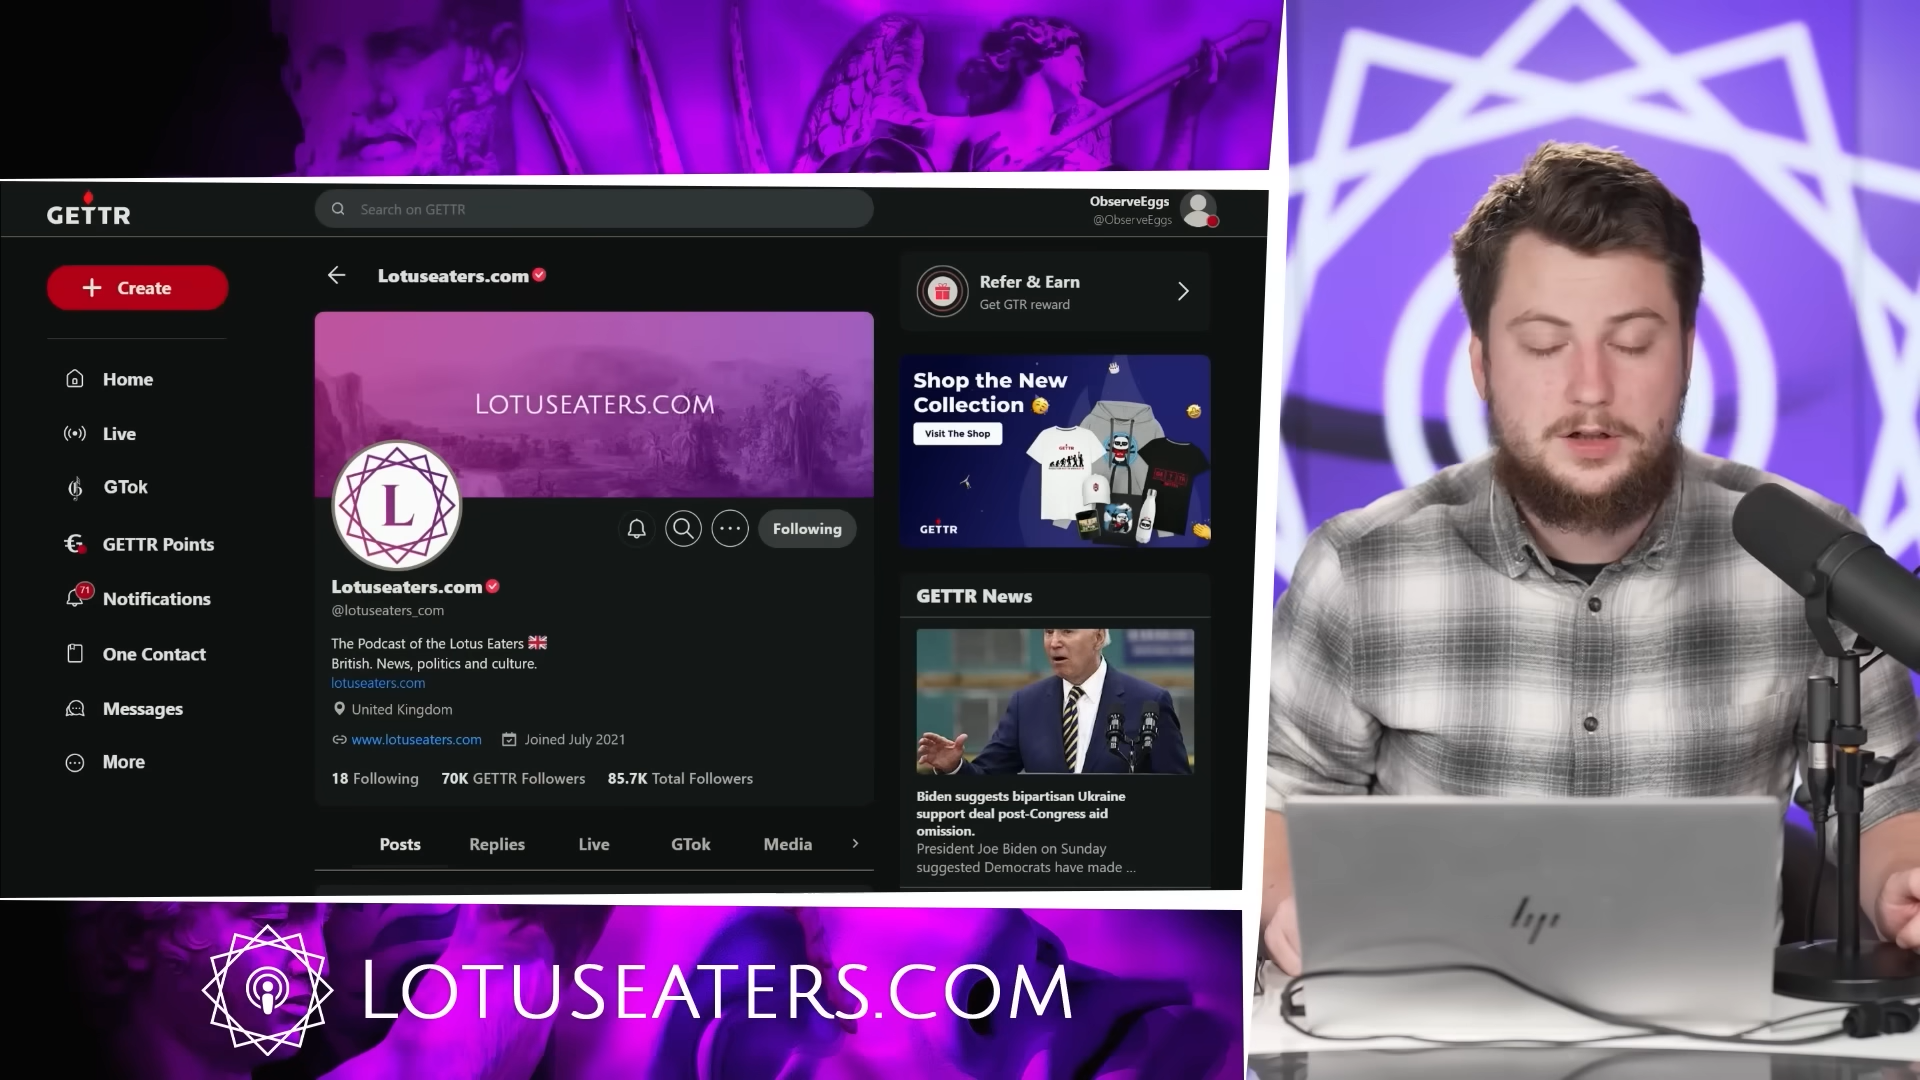 GETTR
Search on GETTR
ObserveEggs
@ObserveEggs
Create
Home
Live
GTok
GETTR Points
71
Notifications
One Contact
Messages
More
Lotuseaters.com
LOTUSEATERS.COM
L
Following
Lotuseaters.com
@lotuseaters_com
The Podcast of the Lotus Eaters 🇬🇧
British. News, politics and culture.
lotuseaters.com
United Kingdom
www.lotuseaters.com Joined July 2021
18 Following 70K GETTR Followers 85.7K Total Followers
Posts Replies Live GTok Media
Refer & Earn
Get GTR reward
Shop the New
Collection 🥳
Visit The Shop
GETTR
GETTR
GETTR News
Biden suggests bipartisan Ukraine
support deal post-Congress aid
omission.
President Joe Biden on Sunday
suggested Democrats have made ...
hp
LOTUSEATERS.COM